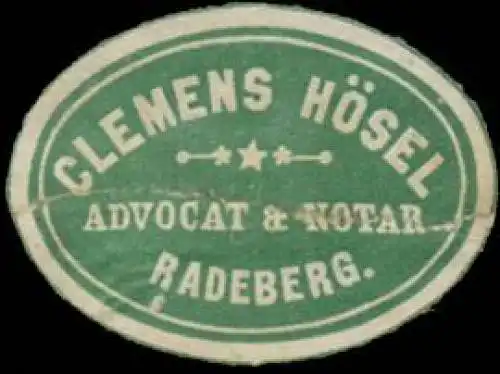 CLEMENS HÖSEL
ADVOCAT & NOTAR
RADEBERG.